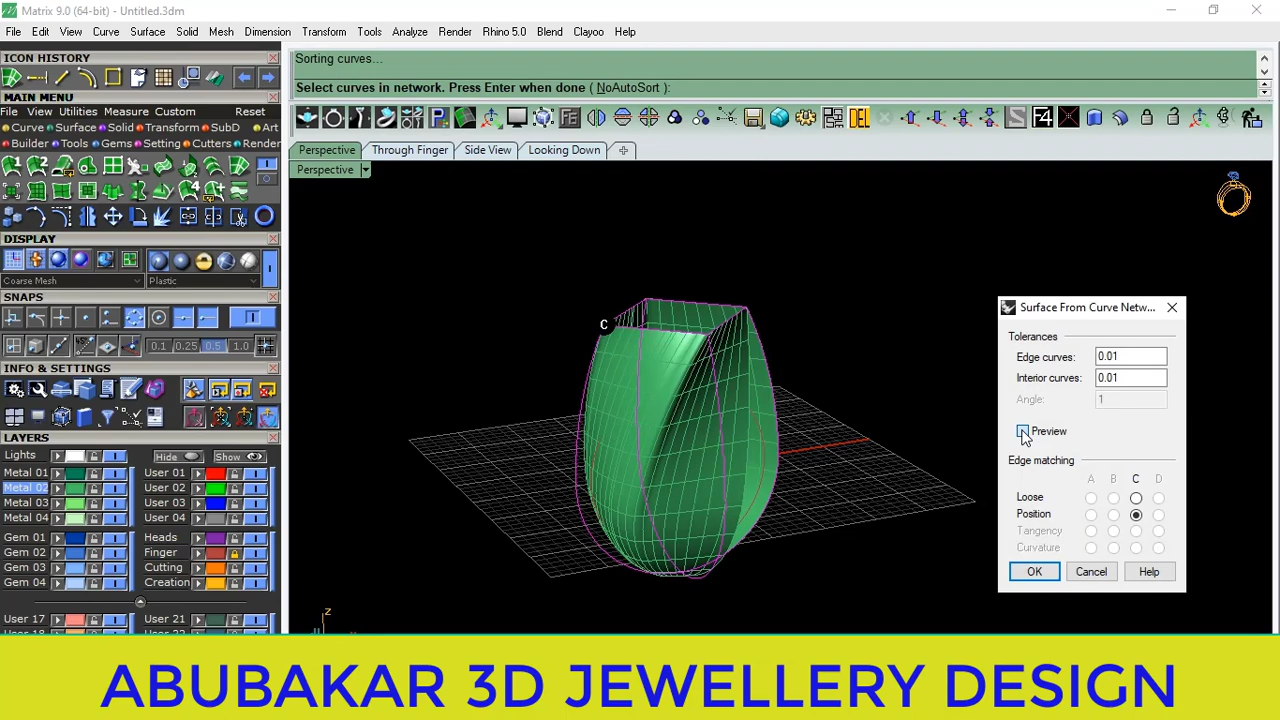 Matrix 9.0 (64-bit) - Untitled.3dm
File Edit View Curve Surface Solid Mesh Dimension Transform Tools Analyze Render Rhino 5.0 Blend Clayoo Help
ICON HISTORY
MAIN MENU
File View Utilities Measure Custom Reset
Curve Surface Solid Transform SubD Art
Builder Tools Gems Setting Cutters Render
DISPLAY
Coarse Mesh Plastic
SNAPS
0.1 0.25 0.5 1.0
INFO & SETTINGS
LAYERS
Lights Hide Show
Metal 01 User 01
Metal 02 User 02
Metal 03 User 03
Metal 04 User 04
Gem 01 Heads
Gem 02 Finger
Gem 03 Cutting
Gem 04 Creation
User 17 User 21
Sorting curves...
Select curves in network. Press Enter when done ( NoAutoSort ):
F4
Perspective Through Finger Side View Looking Down
Perspective
C
z
Surface From Curve Netw...
Tolerances
Edge curves: 0.01
Interior curves: 0.01
Angle: 1
Preview
Edge matching
A B C D
Loose
Position
Tangency
Curvature
OK Cancel Help
ABUBAKAR 3D JEWELLERY DESIGN